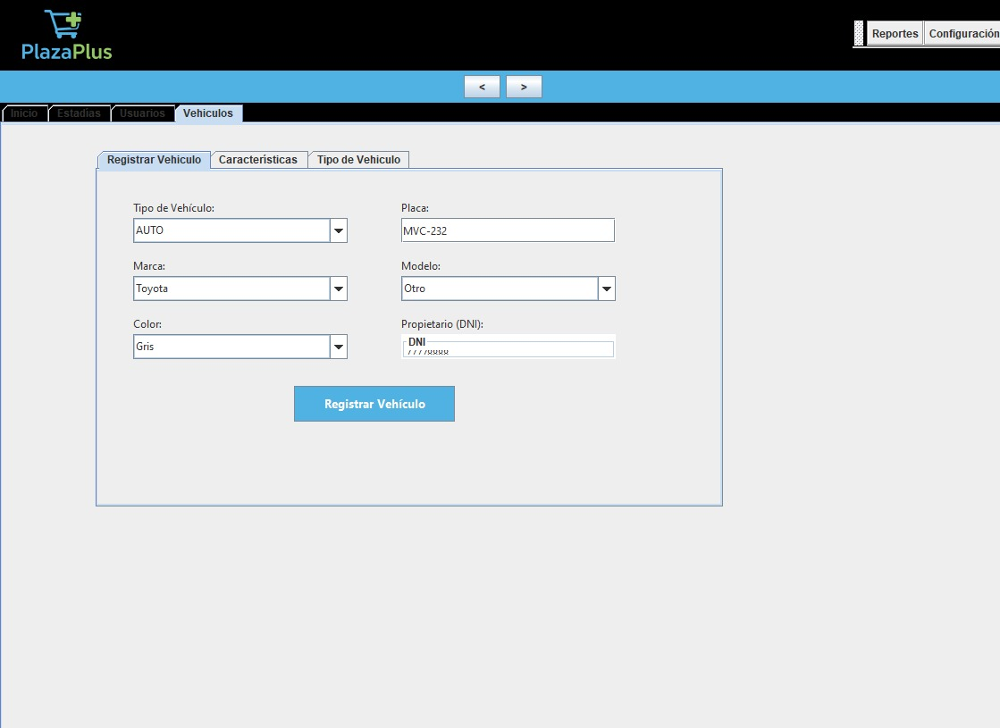 PlazaPlus
Reportes Configuración
< >
Inicio Estadias Usuarios Vehiculos
Registrar Vehiculo Características Tipo de Vehiculo
Tipo de Vehículo: Placa:
AUTO MVC-232
Marca: Modelo:
Toyota Otro
Color: Propietario (DNI):
DNI
Gris 77778888
Registrar Vehículo